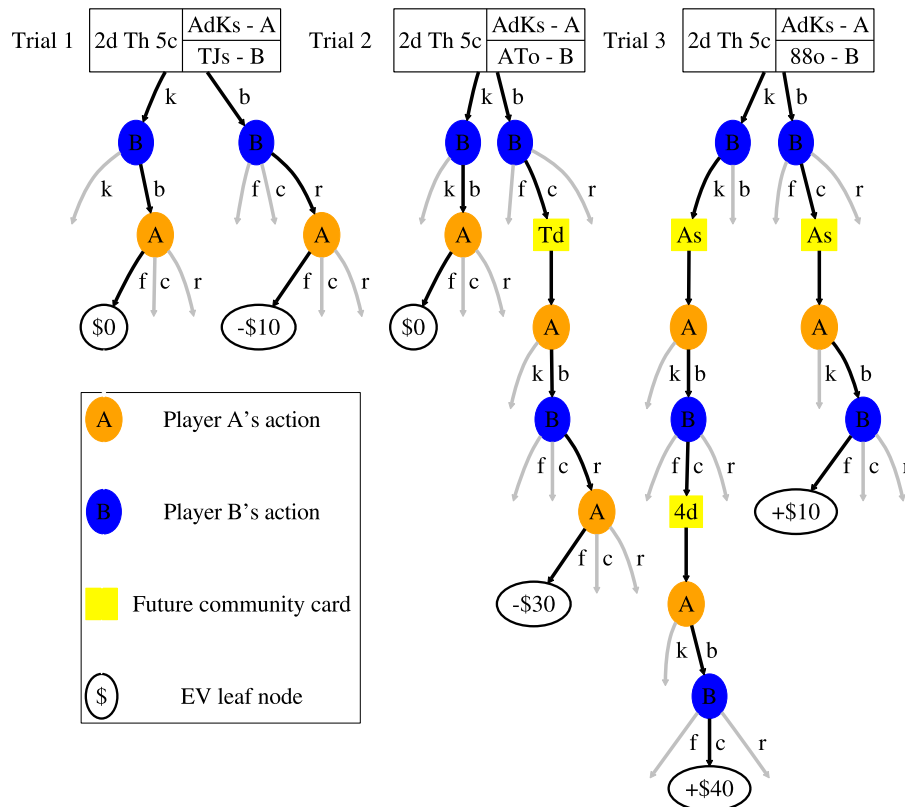 Trial 1 2d Th 5c AdKs - A Trial 2 2d Th 5c AdKs - A Trial 3 2d Th 5c AdKs - A
TJs - B ATo - B 88o - B
k b k b k b
B B B B B B
k b f c r k b f c r k b f c r
A A A Td As As
f c r f c r f c r
$0 -$10 $0 A A A
k b k b k b
B B B
f c r f c r f c r
A 4d +$10
f c r
-$30 A
k b
B
f c r
+$40
A Player A's action
B Player B's action
Future community card
$ EV leaf node